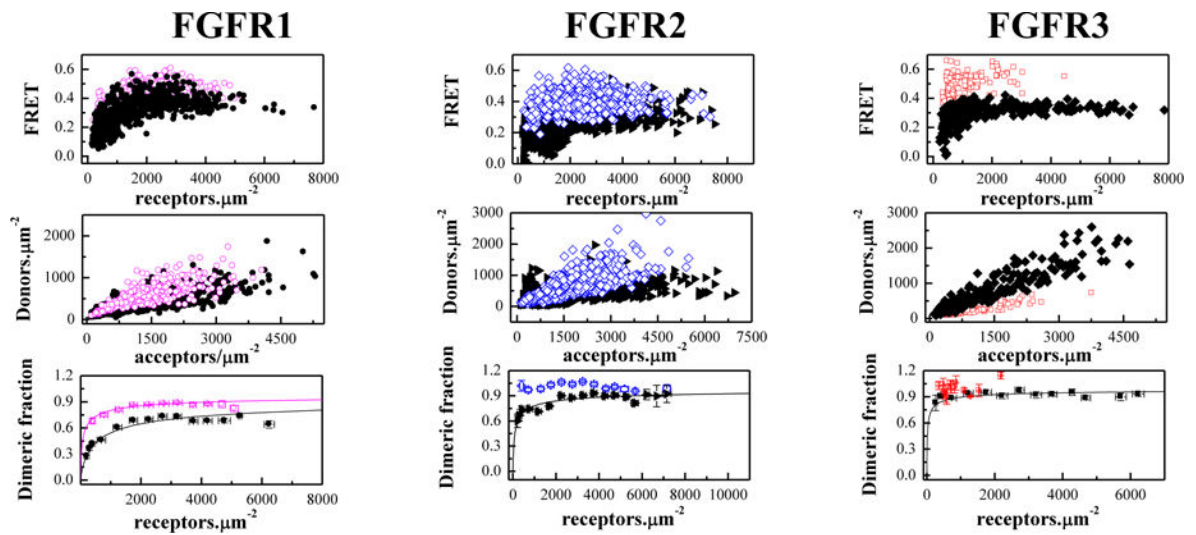 FGFR1 FGFR2 FGFR3
FRET
0.6
0.4
0.2
0.0
0 2000 4000 6000 8000
receptors.μm⁻²
FRET
0.6
0.4
0.2
0.0
0 2000 4000 6000 8000
receptors.μm⁻²
FRET
0.6
0.4
0.2
0.0
0 2000 4000 6000 8000
receptors.μm⁻²
Donors.μm⁻²
2000
1000
0
0 1500 3000 4500
acceptors/μm⁻²
Donors.μm⁻²
3000
2000
1000
0
0 1500 3000 4500 6000 7500
acceptors.μm⁻²
Donors.μm⁻²
3000
2000
1000
0
0 1500 3000 4500
acceptors.μm⁻²
Dimeric fraction
1.2
0.9
0.6
0.3
0.0
0 2000 4000 6000 8000
receptors.μm⁻²
Dimeric fraction
1.2
0.9
0.6
0.3
0.0
0 2000 4000 6000 8000 10000
receptors.μm⁻²
Dimeric fraction
1.2
0.9
0.6
0.3
0.0
0 2000 4000 6000
receptors.μm⁻²